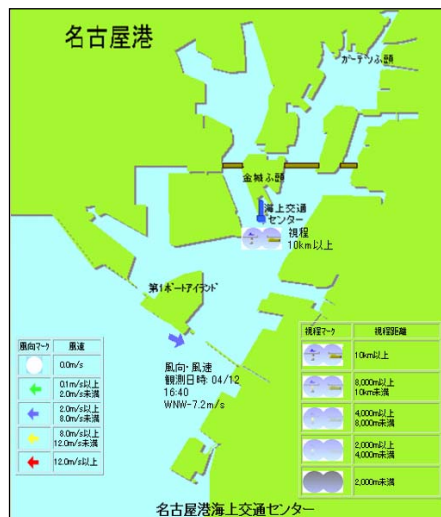 名古屋港
ガーデンふ頭
金城ふ頭
海上交通
センター
視程
10km以上
第1ポートアイランド
風向・風速
観測日時: 04/12
16:40
WNW-7.2m/s
風向マーク 風速
0.0m/s
0.1m/s以上
2.0m/s未満
2.0m/s以上
8.0m/s未満
8.0m/s以上
12.0m/s未満
12.0m/s以上
視程マーク 視程距離
10km以上
8,000m以上
10km未満
4,000m以上
8,000m未満
2,000m以上
4,000m未満
2,000m未満
名古屋港海上交通センター